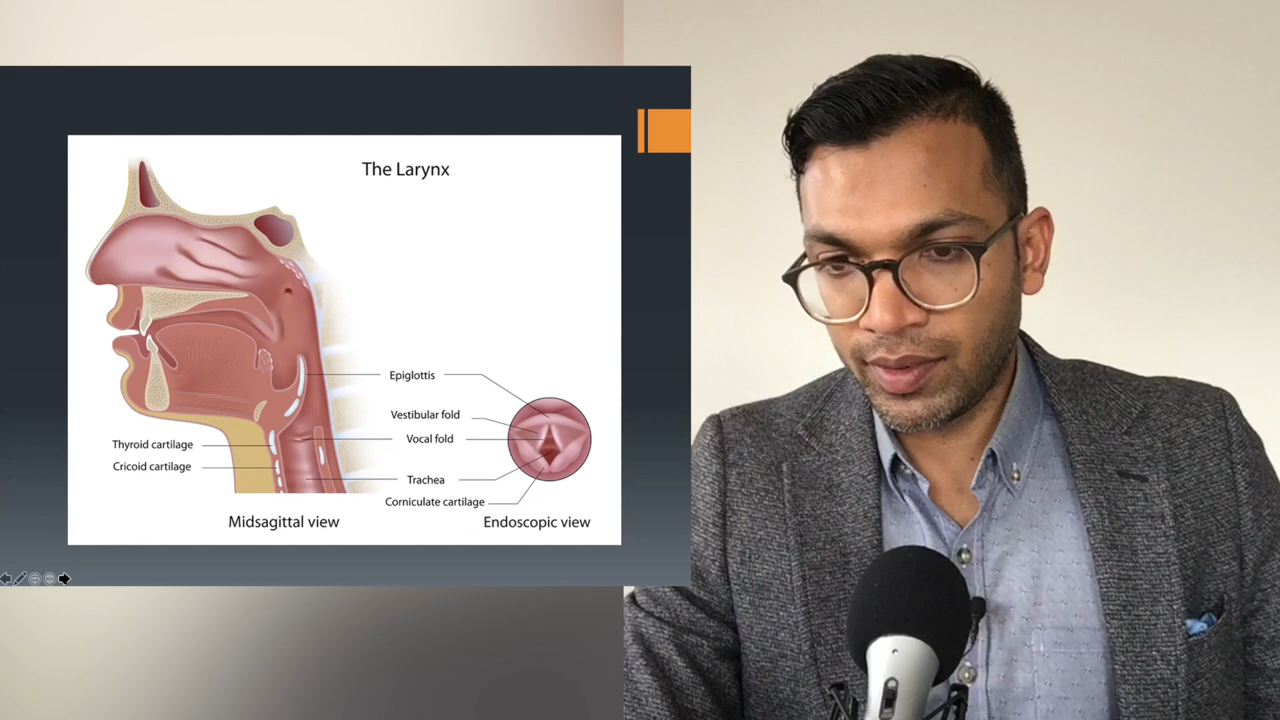 The Larynx
Epiglottis
Vestibular fold
Vocal fold
Thyroid cartilage
Cricoid cartilage
Trachea
Corniculate cartilage
Midsagittal view
Endoscopic view